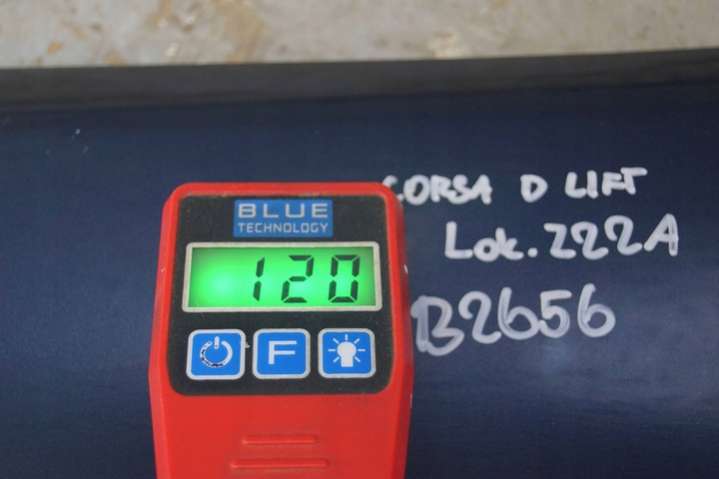 CORSA D LIFT
Lok. 222A
B2656
BLUE
TECHNOLOGY
120
F